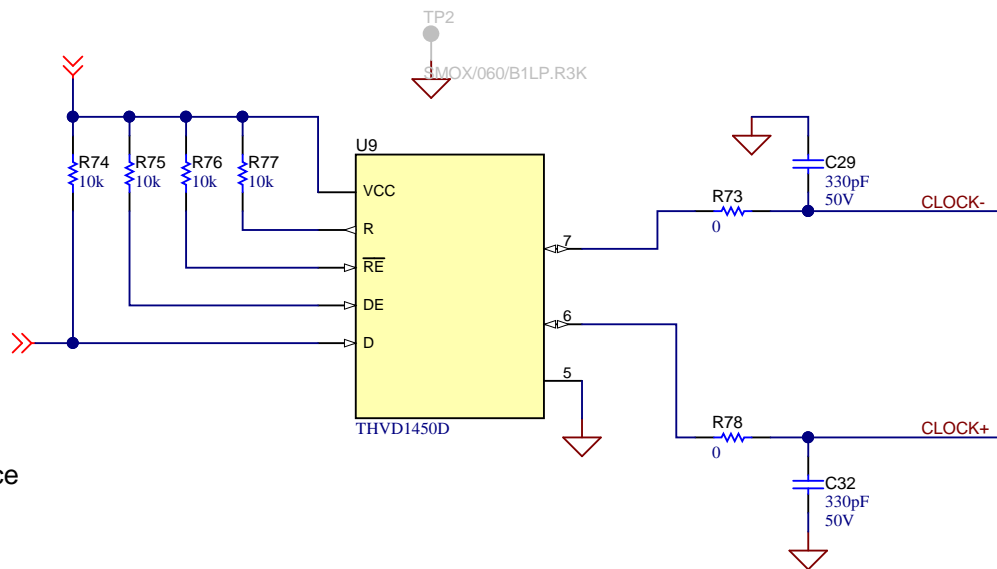 TP2
SMOX/060/B1LP.R3K
R74
10k
R75
10k
R76
10k
R77
10k
U9
VCC
R
RE
DE
D
7
6
5
THVD1450D
R73
0
C29
330pF
50V
CLOCK-
R78
0
CLOCK+
C32
330pF
50V
ce